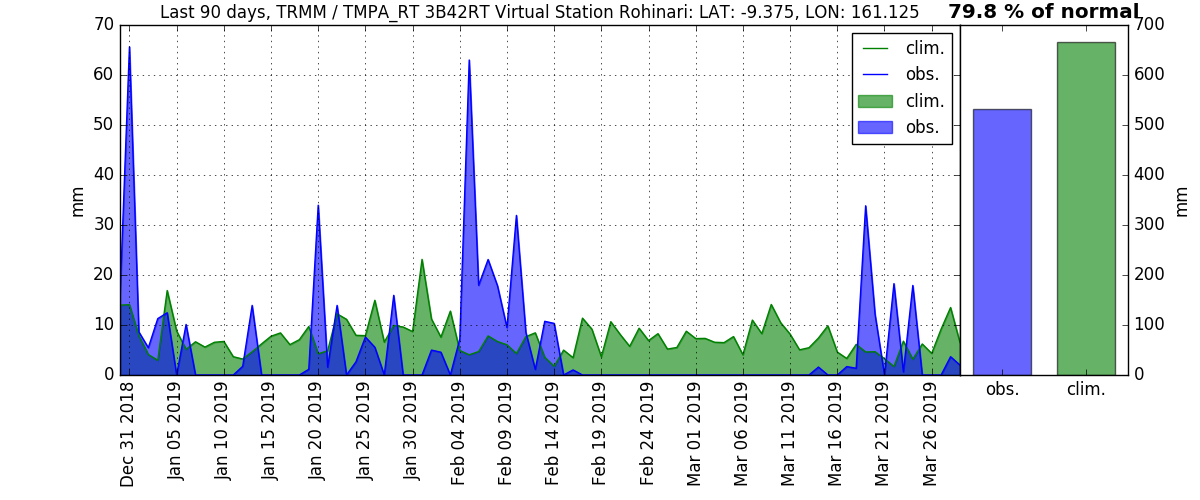 Last 90 days, TRMM / TMPA_RT 3B42RT Virtual Station Rohinari: LAT: -9.375, LON: 161.125
79.8 % of normal
70
60
50
40
30
20
10
0
mm
clim.
obs.
clim.
obs.
700
600
500
400
300
200
100
0
mm
Dec 31 2018
Jan 05 2019
Jan 10 2019
Jan 15 2019
Jan 20 2019
Jan 25 2019
Jan 30 2019
Feb 04 2019
Feb 09 2019
Feb 14 2019
Feb 19 2019
Feb 24 2019
Mar 01 2019
Mar 06 2019
Mar 11 2019
Mar 16 2019
Mar 21 2019
Mar 26 2019
obs.
clim.